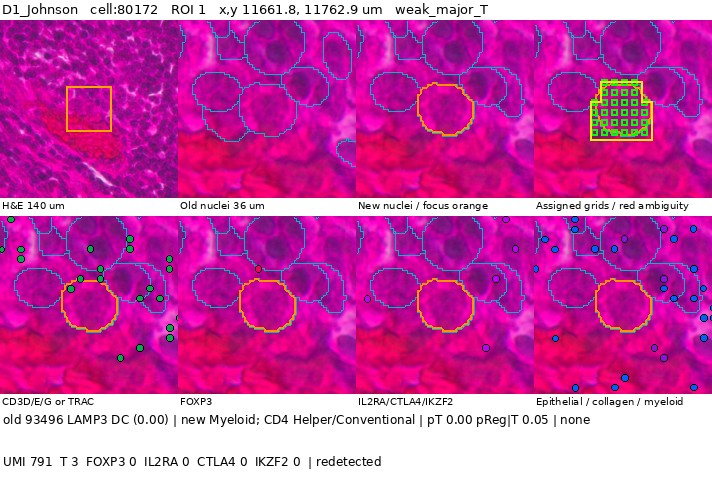 D1_Johnson cell:80172 ROI 1 x,y 11661.8, 11762.9 um weak_major_T
H&E 140 um
Old nuclei 36 um
New nuclei / focus orange
Assigned grids / red ambiguity
CD3D/E/G or TRAC
FOXP3
IL2RA/CTLA4/IKZF2
Epithelial / collagen / myeloid
old 93496 LAMP3 DC (0.00) | new Myeloid; CD4 Helper/Conventional | pT 0.00 pReg|T 0.05 | none
UMI 791 T 3 FOXP3 0 IL2RA 0 CTLA4 0 IKZF2 0 | redetected